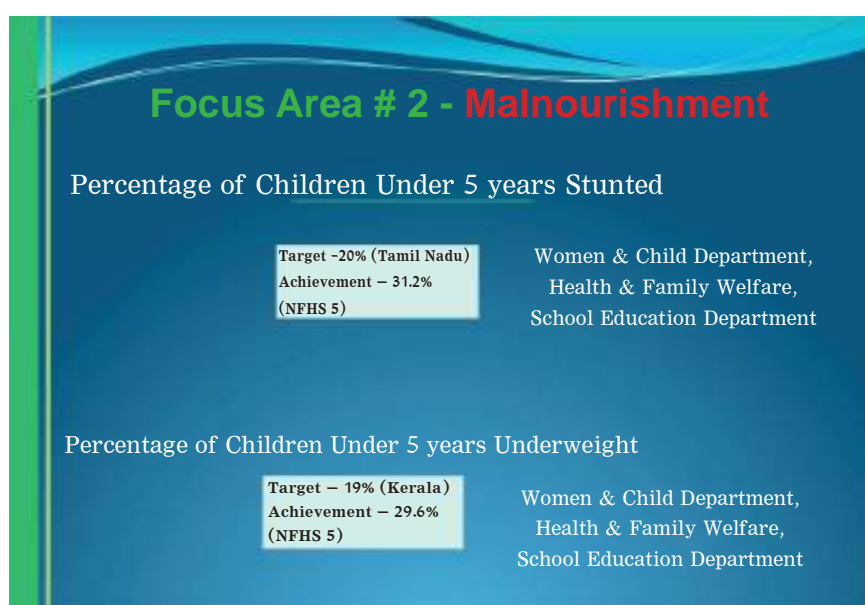 Focus Area # 2 - Malnourishment
Percentage of Children Under 5 years Stunted
Target -20% (Tamil Nadu)
Achievement – 31.2%
(NFHS 5)
Women & Child Department,
Health & Family Welfare,
School Education Department
Percentage of Children Under 5 years Underweight
Target – 19% (Kerala)
Achievement – 29.6%
(NFHS 5)
Women & Child Department,
Health & Family Welfare,
School Education Department